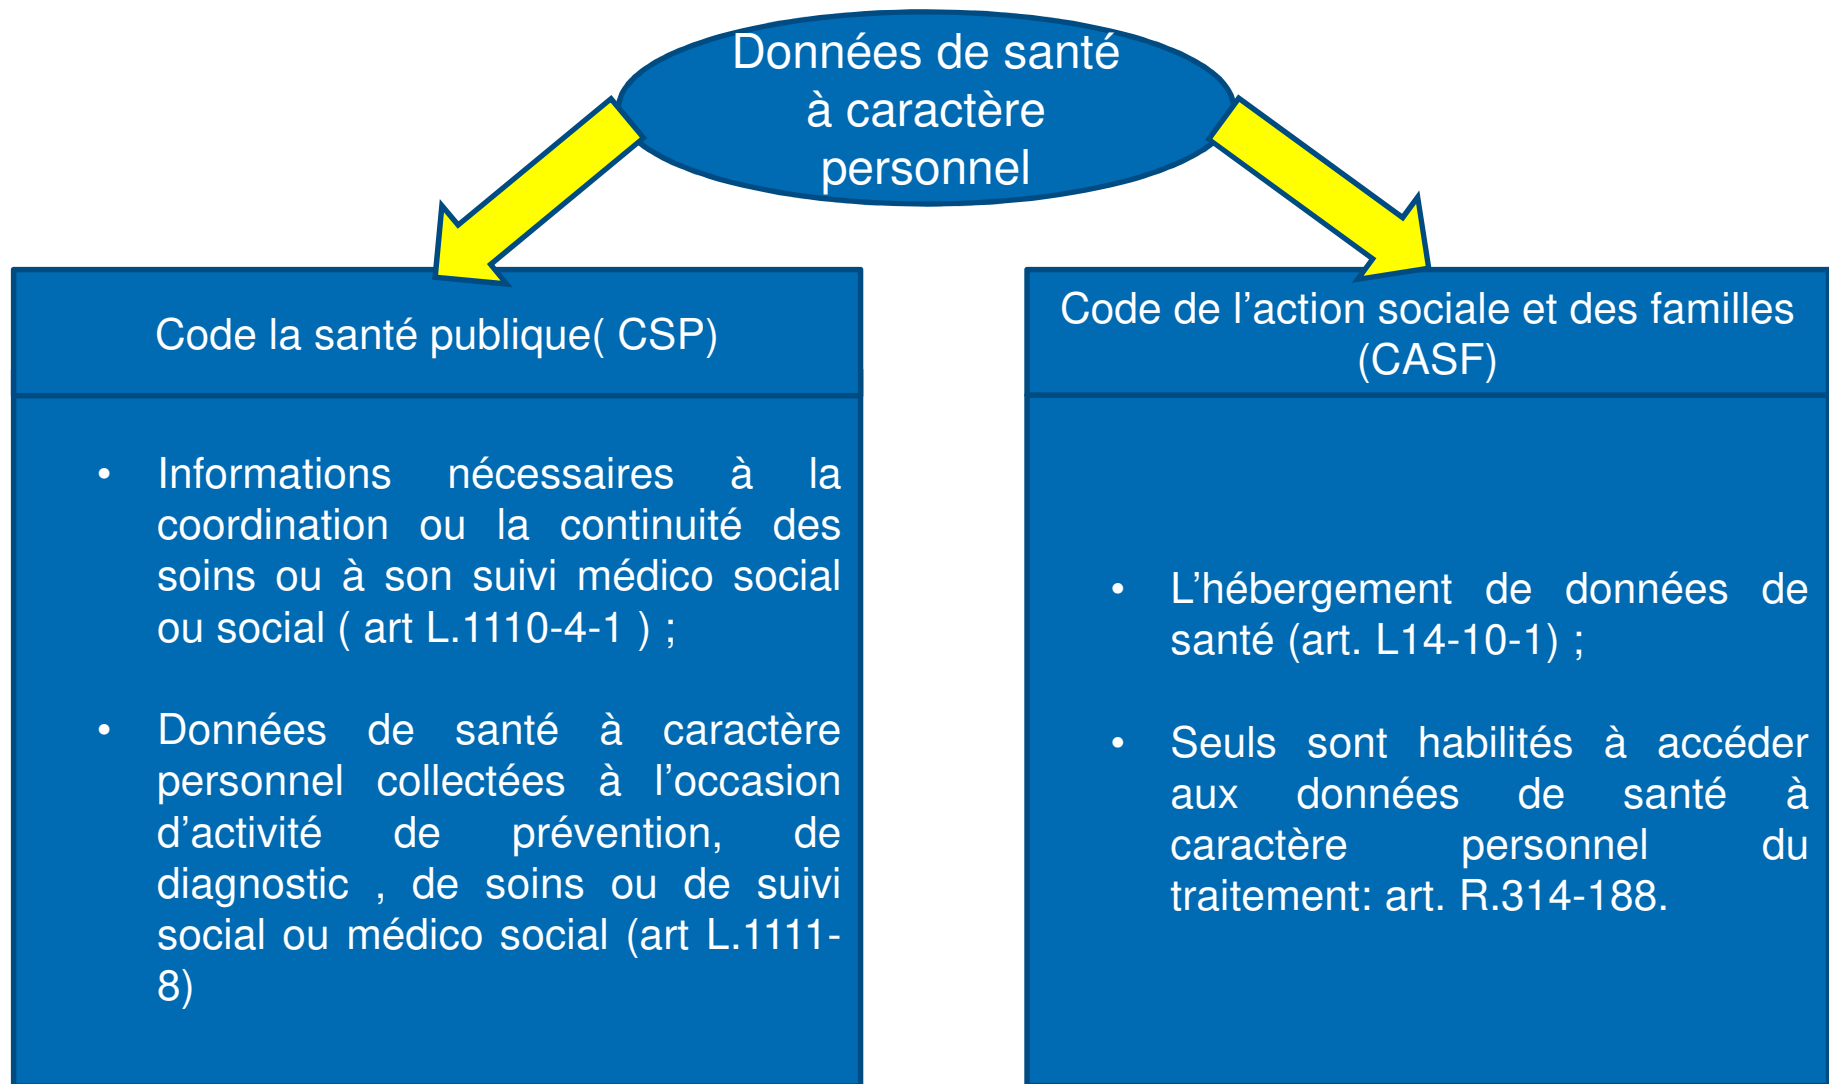 Données de santé
à caractère
personnel
Code la santé publique( CSP)
• Informations nécessaires à la
coordination ou la continuité des
soins ou à son suivi médico social
ou social ( art L.1110-4-1 ) ;
• Données de santé à caractère
personnel collectées à l’occasion
d’activité de prévention, de
diagnostic , de soins ou de suivi
social ou médico social (art L.1111-
8)
Code de l’action sociale et des familles
(CASF)
• L’hébergement de données de
santé (art. L14-10-1) ;
• Seuls sont habilités à accéder
aux données de santé à
caractère personnel du
traitement: art. R.314-188.